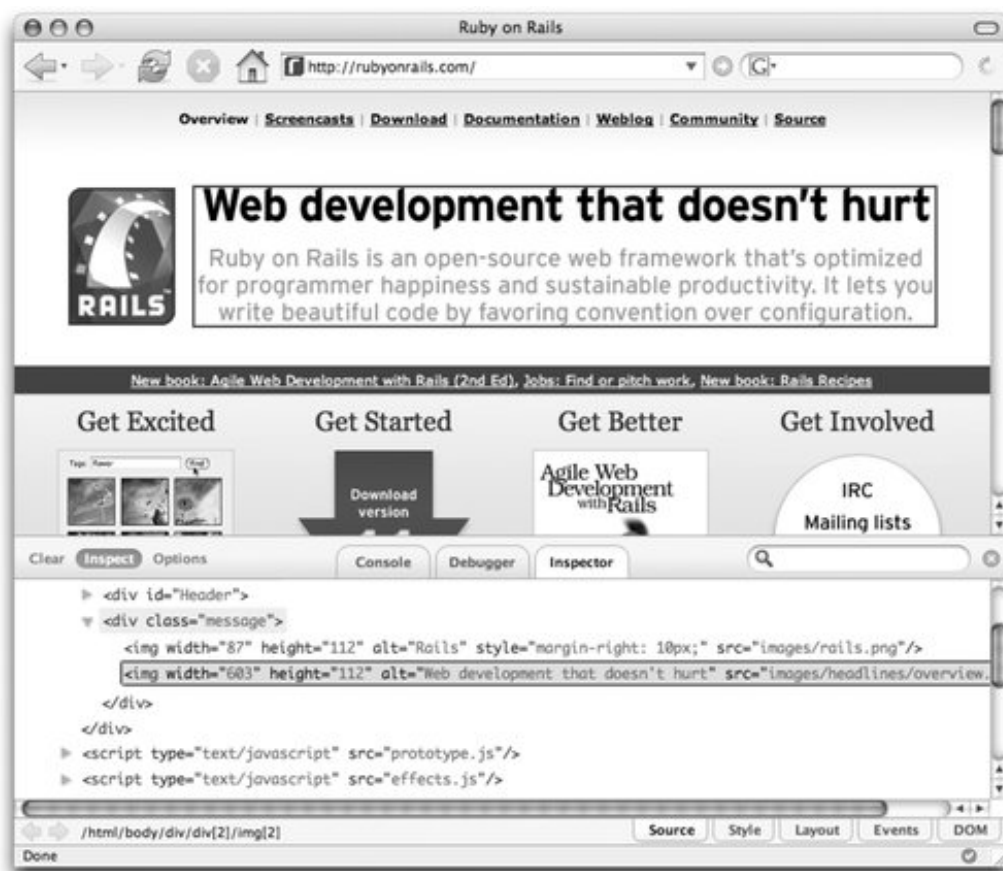 Ruby on Rails
http://rubyonrails.com/
G
Overview | Screencasts | Download | Documentation | Weblog | Community | Source
Web development that doesn't hurt
Ruby on Rails is an open-source web framework that's optimized
for programmer happiness and sustainable productivity. It lets you
write beautiful code by favoring convention over configuration.
RAILS
New book: Agile Web Development with Rails (2nd Ed), Jobs: Find or pitch work, New book: Rails Recipes
Get Excited Get Started Get Better Get Involved
Tags: flower Find
Download
version
Agile Web
Development
with Rails
IRC
Mailing lists
Clear Inspect Options Console Debugger Inspector
<div id="Header">
<div class="message">
<img width="87" height="112" alt="Rails" style="margin-right: 10px;" src="images/rails.png"/>
<img width="603" height="112" alt="Web development that doesn't hurt" src="images/headlines/overview.
</div>
</div>
<script type="text/javascript" src="prototype.js"/>
<script type="text/javascript" src="effects.js"/>
/html/body/div/div[2]/img[2] Source Style Layout Events DOM
Done